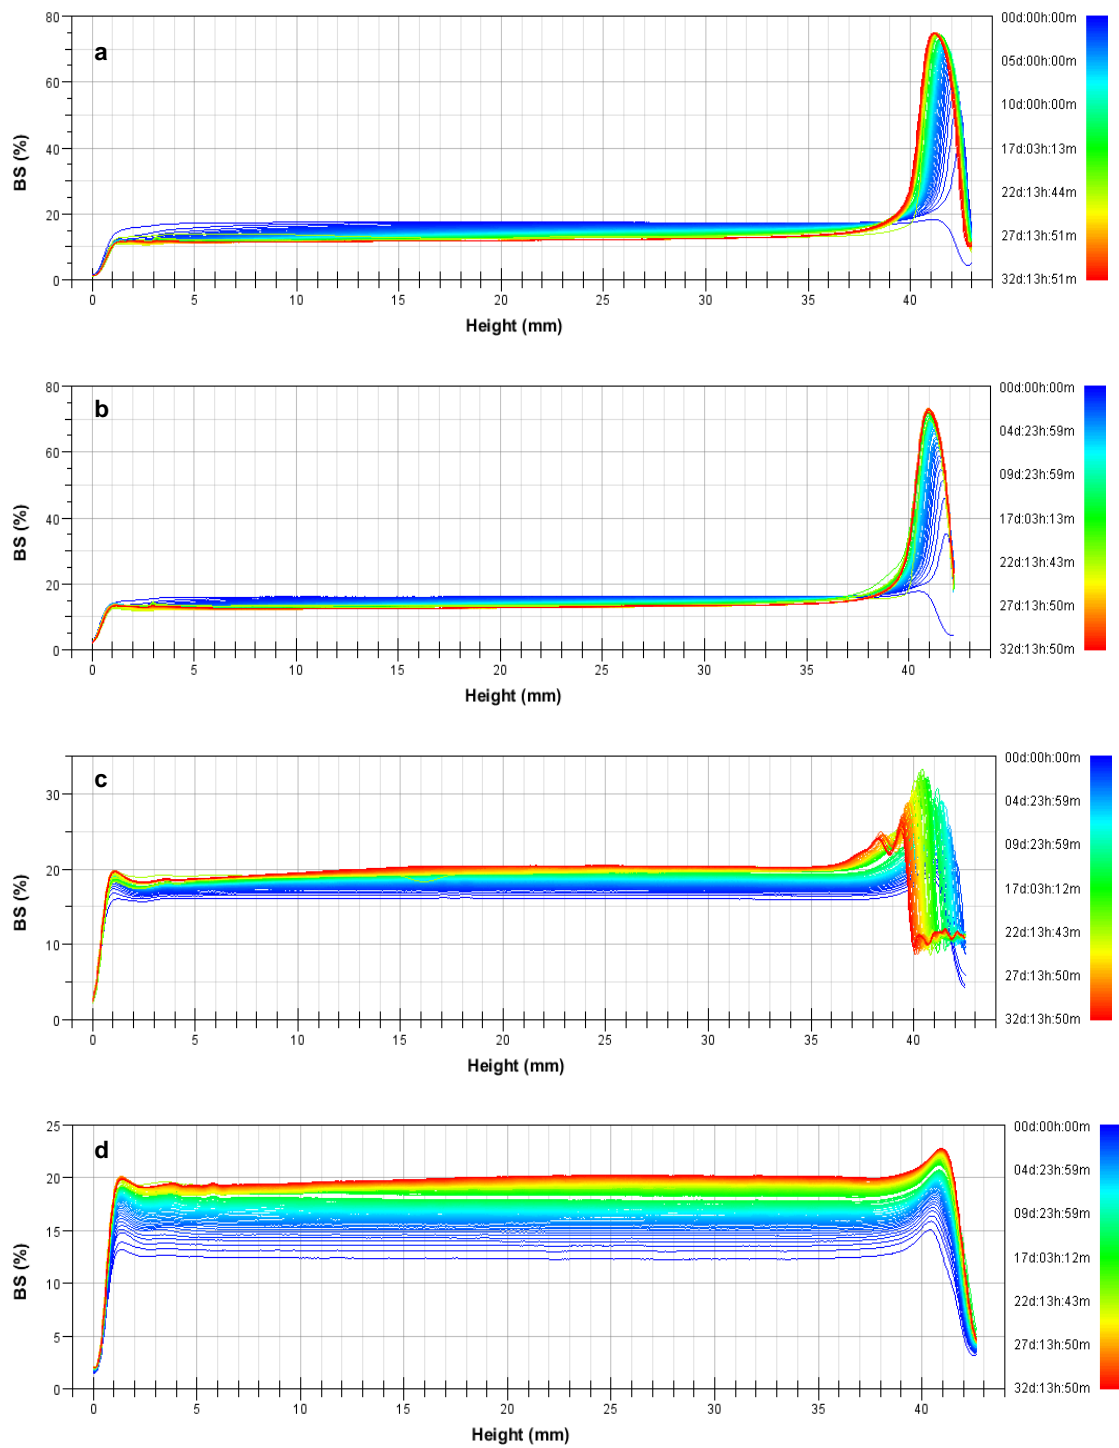 a
BS (%)
80
60
40
20
0
0 5 10 15 20 25 30 35 40
Height (mm)
00d:00h:00m
05d:00h:00m
10d:00h:00m
17d:03h:13m
22d:13h:44m
27d:13h:51m
32d:13h:51m
b
BS (%)
80
60
40
20
0
0 5 10 15 20 25 30 35 40
Height (mm)
00d:00h:00m
04d:23h:59m
09d:23h:59m
17d:03h:13m
22d:13h:43m
27d:13h:50m
32d:13h:50m
c
BS (%)
30
20
10
0
0 5 10 15 20 25 30 35 40
Height (mm)
00d:00h:00m
04d:23h:59m
09d:23h:59m
17d:03h:12m
22d:13h:43m
27d:13h:50m
32d:13h:50m
d
BS (%)
25
20
15
10
5
0
0 5 10 15 20 25 30 35 40
Height (mm)
00d:00h:00m
04d:23h:59m
09d:23h:59m
17d:03h:12m
22d:13h:43m
27d:13h:50m
32d:13h:50m